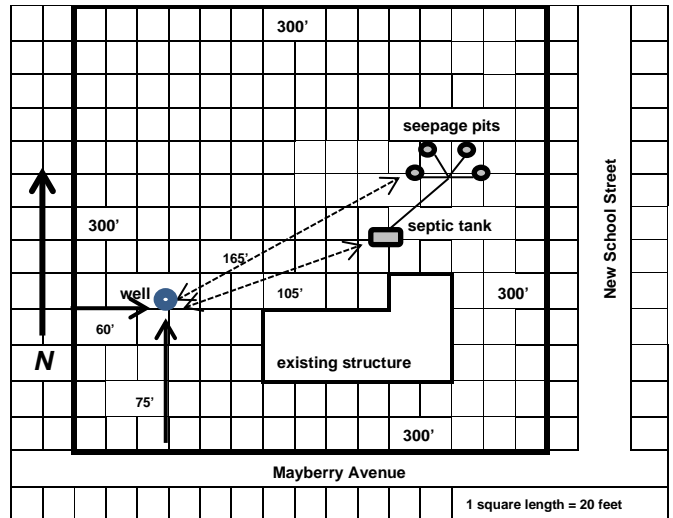 300'
seepage pits
New School Street
300'
septic tank
165'
well
105'
300'
60'
N
existing structure
75'
300'
Mayberry Avenue
1 square length = 20 feet